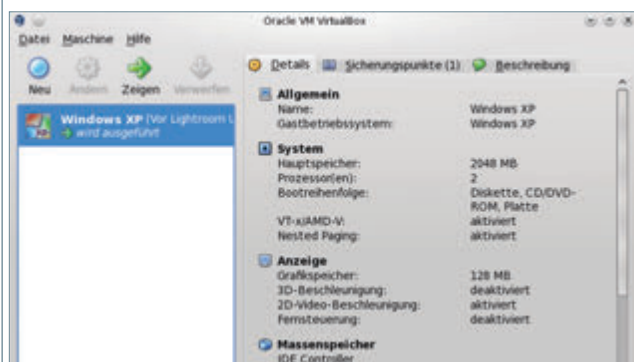 Oracle VM VirtualBox
Datei Maschine Hilfe
Neu Ändern Zeigen Verwerfen
Details Sicherungspunkte (1) Beschreibung
Windows XP (Vor Lightroom L
wird ausgeführt
Allgemein
Name: Windows XP
Gastbetriebssystem: Windows XP
System
Hauptspeicher: 2048 MB
Prozessor(en): 2
Bootreihenfolge: Diskette, CD/DVD-
ROM, Platte
VT-x/AMD-V: aktiviert
Nested Paging: aktiviert
Anzeige
Grafikspeicher: 128 MB
3D-Beschleunigung: deaktiviert
2D-Video-Beschleunigung: aktiviert
Fernsteuerung: deaktiviert
Massenspeicher
IDE Controller